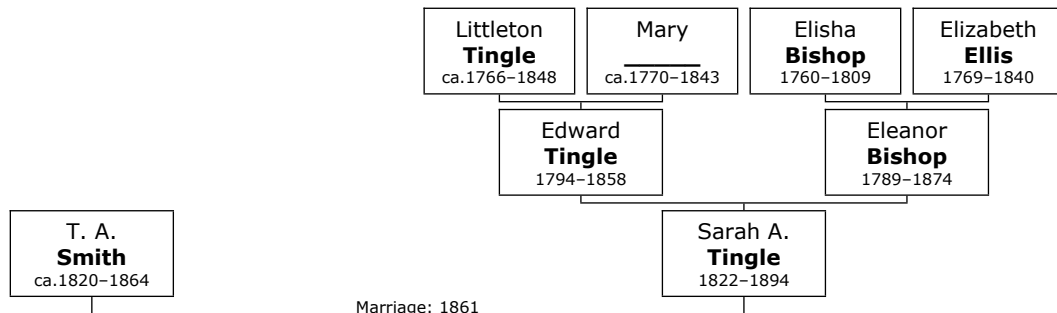 Littleton
Tingle
ca.1766–1848
Mary
ca.1770–1843
Elisha
Bishop
1760–1809
Elizabeth
Ellis
1769–1840
Edward
Tingle
1794–1858
Eleanor
Bishop
1789–1874
T. A.
Smith
ca.1820–1864
Sarah A.
Tingle
1822–1894
Marriage: 1861